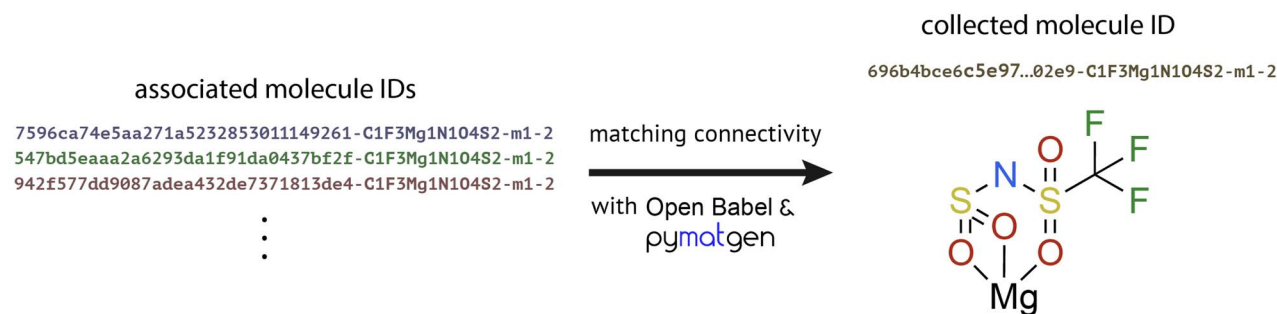 collected molecule ID
696b4bce6c5e97...02e9-C1F3Mg1N1O4S2-m1-2
associated molecule IDs
7596ca74e5aa271a5232853011149261-C1F3Mg1N1O4S2-m1-2
547bd5eaaa2a6293da1f91da0437bf2f-C1F3Mg1N1O4S2-m1-2
942f577dd9087adea432de7371813de4-C1F3Mg1N1O4S2-m1-2
matching connectivity
with Open Babel &
pymatgen
F
O
F
N
S
S
F
O
O
O
Mg